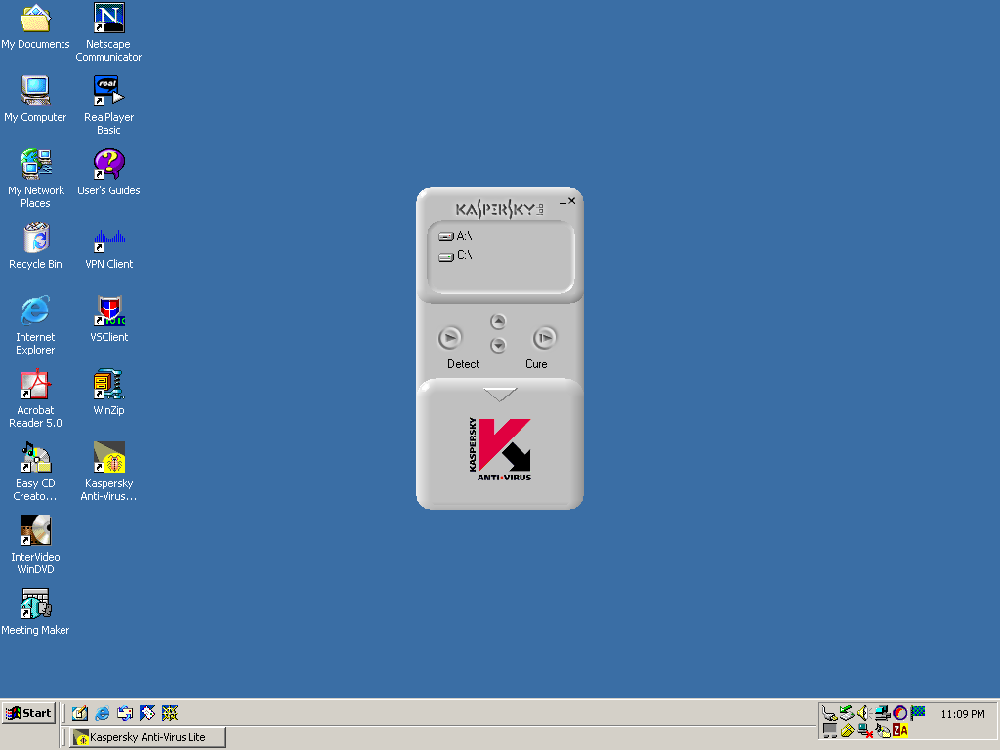 My Documents
Netscape
Communicator
My Computer
real
RealPlayer
Basic
My Network
Places
User's Guides
Recycle Bin
VPN Client
Internet
Explorer
VSClient
Acrobat
Reader 5.0
WinZip
Easy CD
Creato...
Kaspersky
Anti-Virus...
InterVideo
WinDVD
Meeting Maker
KASPERSKY
A:\
C:\
Detect
Cure
KASPERSKY
ANTI-VIRUS
Start
Kaspersky Anti-Virus Lite
ZA
11:09 PM